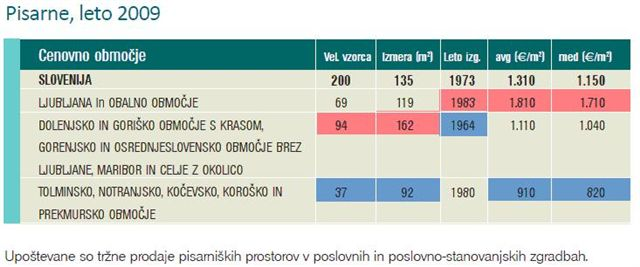 Pisarne, leto 2009
Cenovno območje Vel. vzorca Izmera (m²) Leto izg. avg (€/m²) med (€/m²)
SLOVENIJA 200 135 1973 1.310 1.150
LJUBLJANA in OBALNO OBMOČJE 69 119 1983 1.810 1.710
DOLENJSKO IN GORIŠKO OBMOČJE S KRASOM, 94 162 1964 1.110 1.040
GORENJSKO IN OSREDNJESLOVENSKO OBMOČJE BREZ
LJUBLJANE, MARIBOR IN CELJE Z OKOLICO
TOLMINSKO, NOTRANJSKO, KOČEVSKO, KOROŠKO IN 37 92 1980 910 820
PREKMURSKO OBMOČJE
Upoštevane so tržne prodaje pisarniških prostorov v poslovnih in poslovno-stanovanjskih zgradbah.